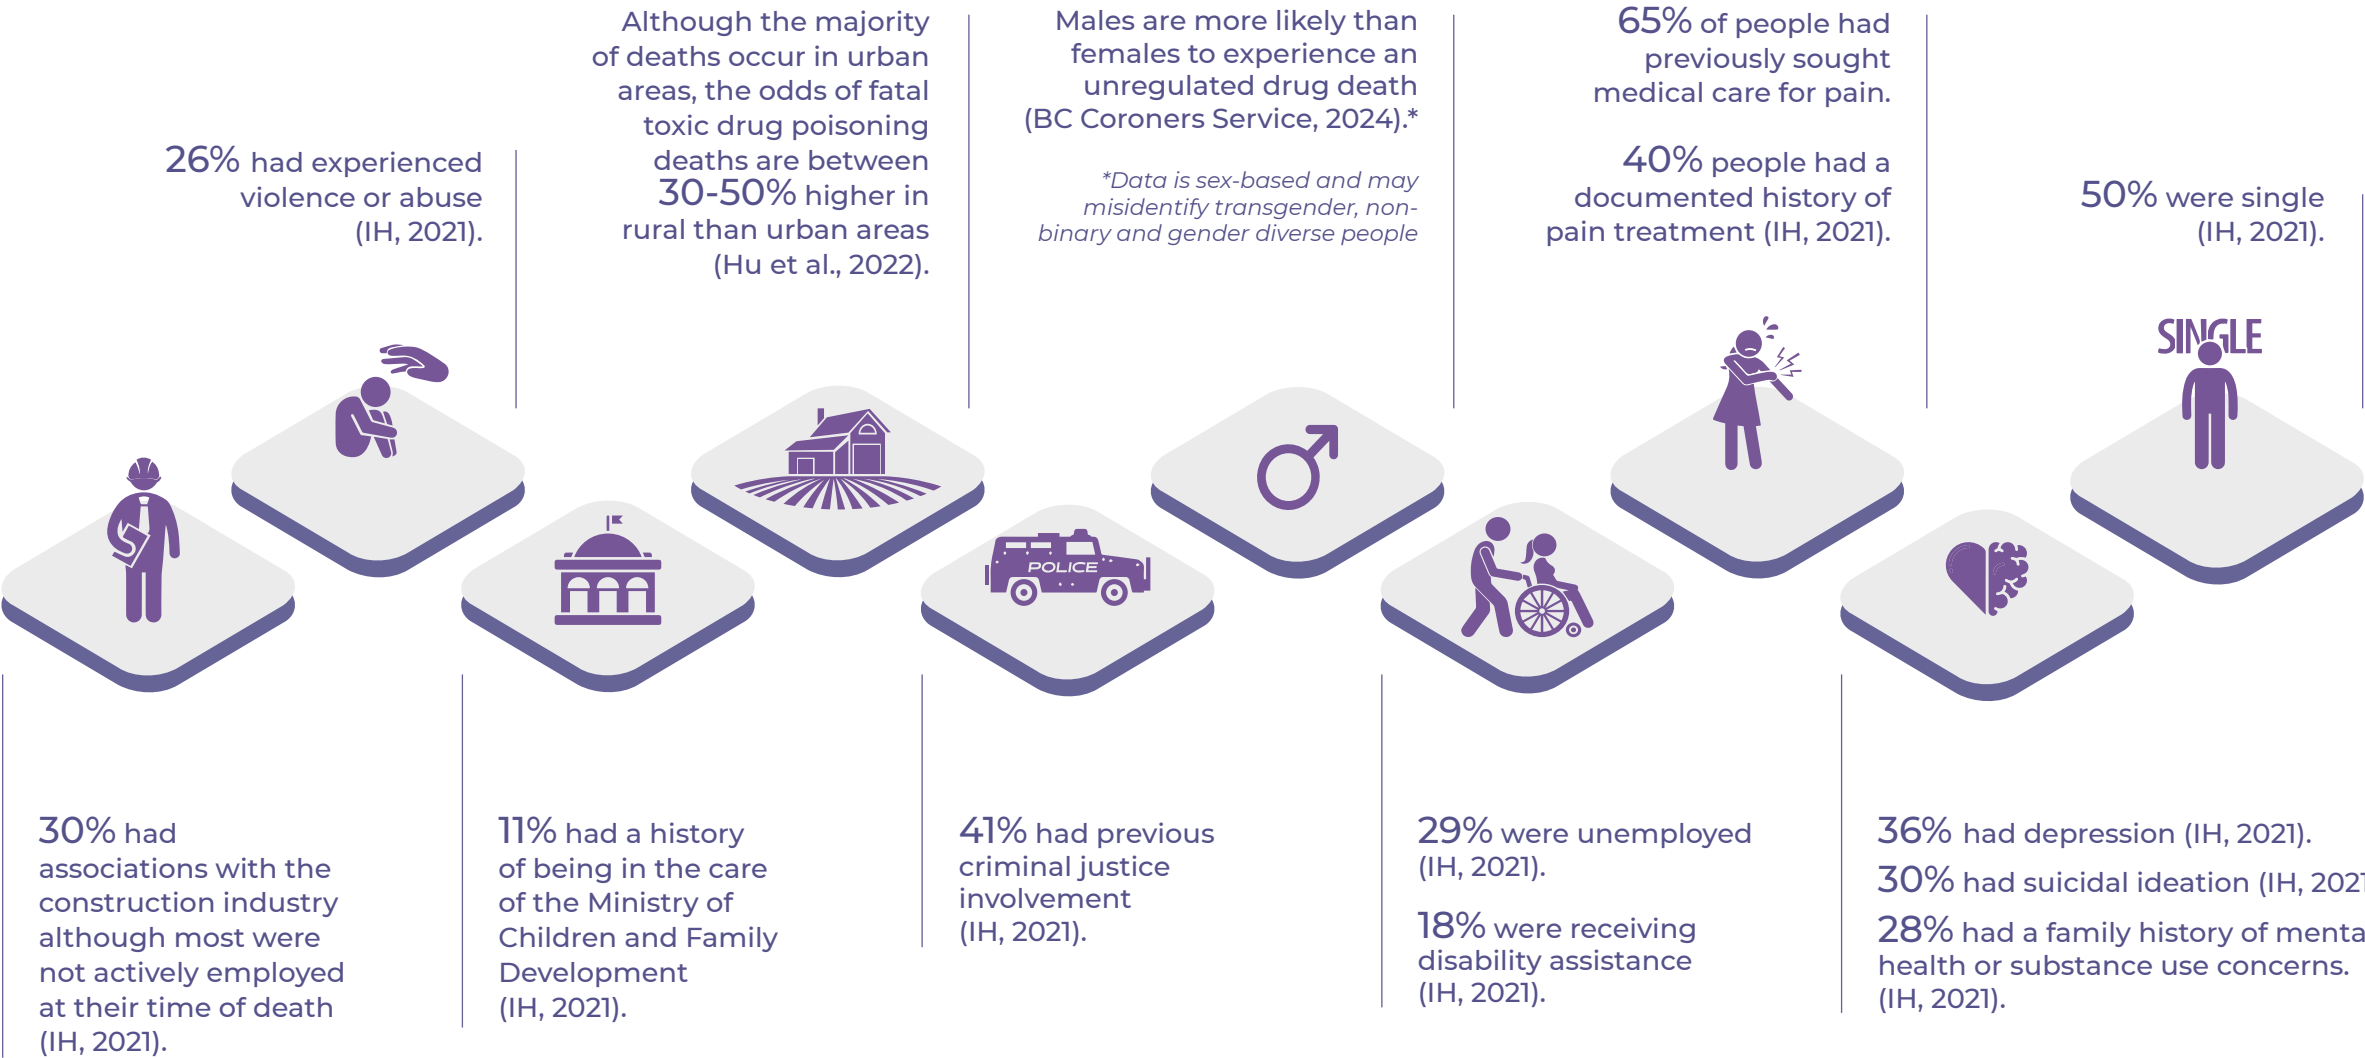 26% had experienced
violence or abuse
(IH, 2021).
Although the majority
of deaths occur in urban
areas, the odds of fatal
toxic drug poisoning
deaths are between
30-50% higher in
rural than urban areas
(Hu et al., 2022).
Males are more likely than
females to experience an
unregulated drug death
(BC Coroners Service, 2024).*
*Data is sex-based and may
misidentify transgender, non-
binary and gender diverse people
65% of people had
previously sought
medical care for pain.
40% people had a
documented history of
pain treatment (IH, 2021).
50% were single
(IH, 2021).
SINGLE
POLICE
30% had
associations with the
construction industry
although most were
not actively employed
at their time of death
(IH, 2021).
11% had a history
of being in the care
of the Ministry of
Children and Family
Development
(IH, 2021).
41% had previous
criminal justice
involvement
(IH, 2021).
29% were unemployed
(IH, 2021).
18% were receiving
disability assistance
(IH, 2021).
36% had depression (IH, 2021).
30% had suicidal ideation (IH, 2021
28% had a family history of menta
health or substance use concerns.
(IH, 2021).